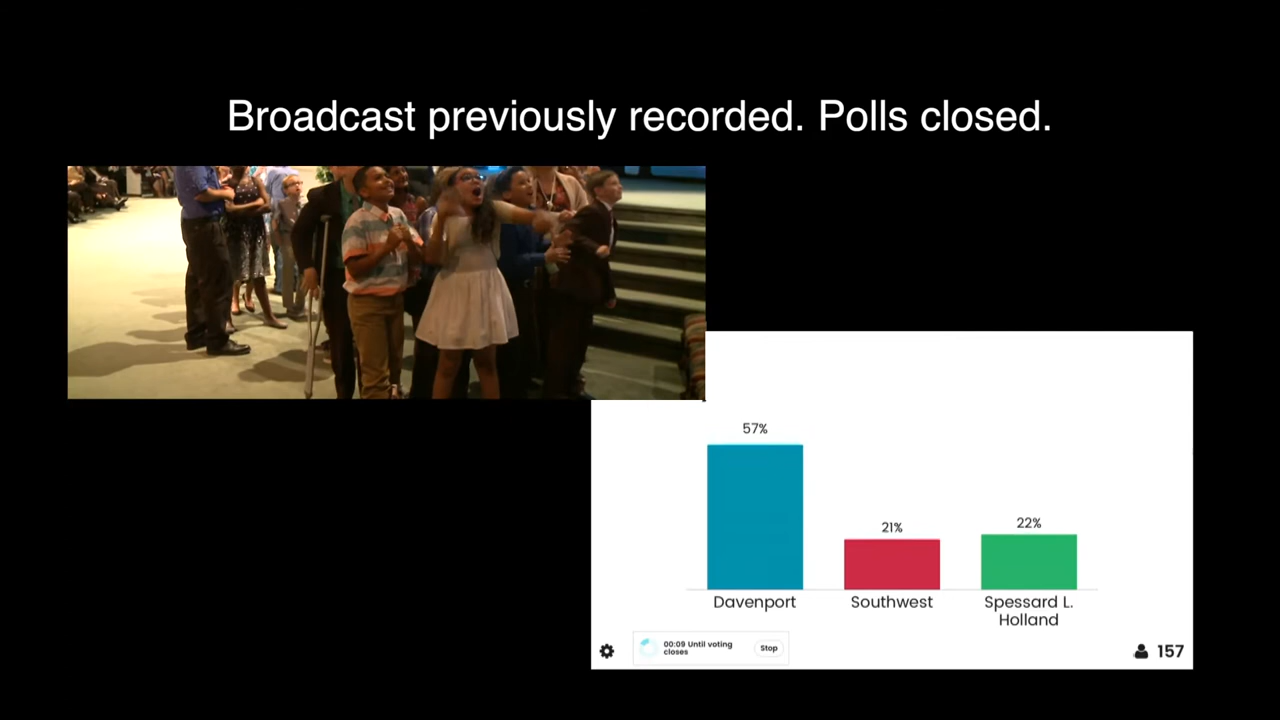 Broadcast previously recorded. Polls closed.
57%
21%
22%
Davenport
Southwest
Spessard L.
Holland
00:09 Until voting
closes
Stop
157